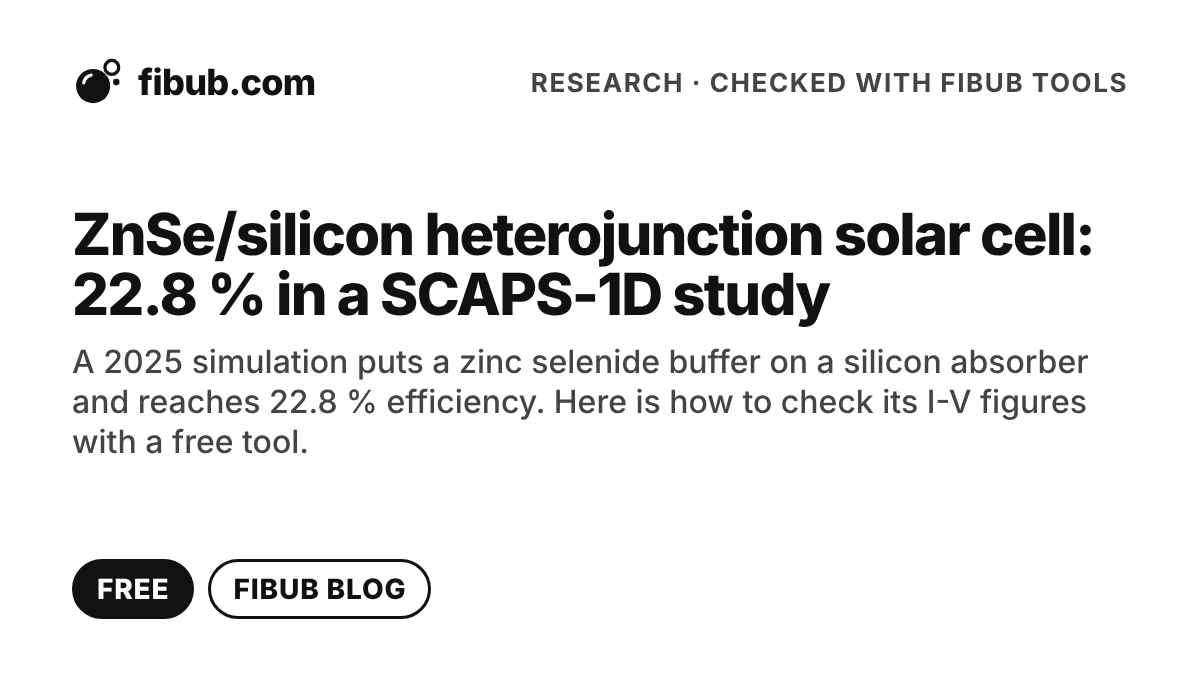 fibub.com
RESEARCH · CHECKED WITH FIBUB TOOLS
ZnSe/silicon heterojunction solar cell:
22.8 % in a SCAPS-1D study
A 2025 simulation puts a zinc selenide buffer on a silicon absorber
and reaches 22.8 % efficiency. Here is how to check its I-V figures
with a free tool.
FREE
FIBUB BLOG